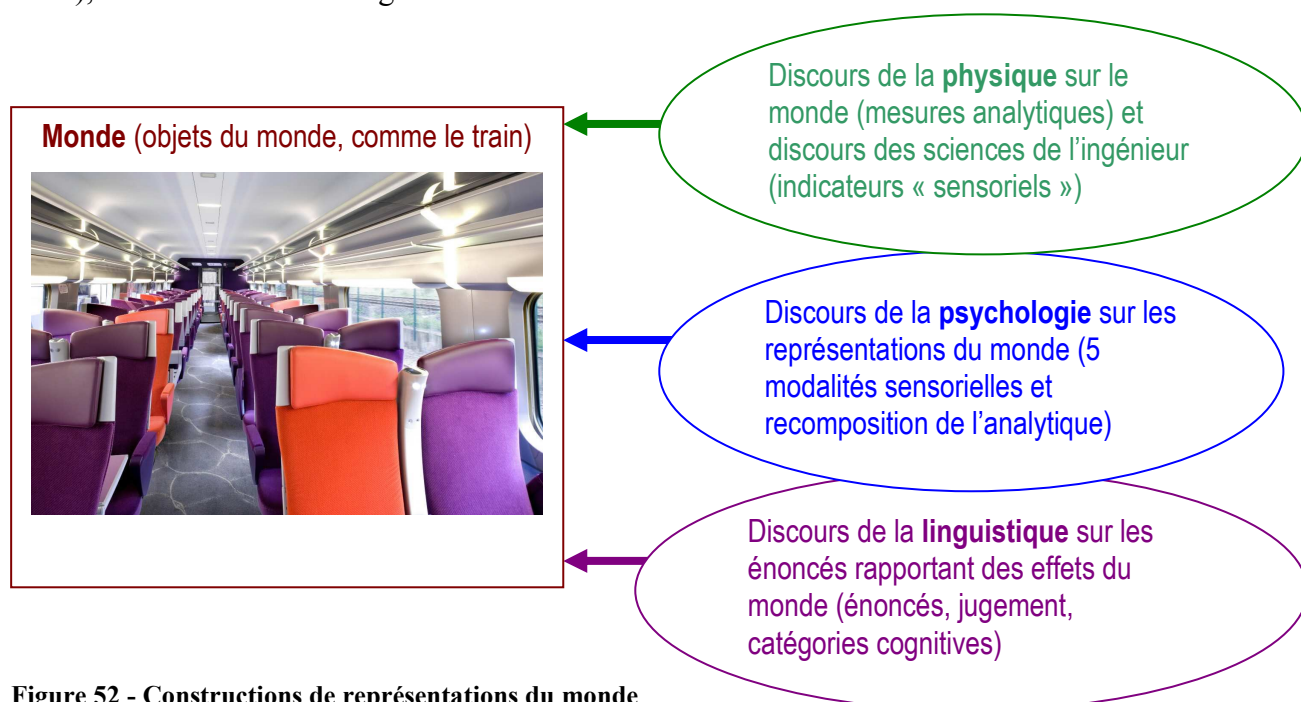 Monde (objets du monde, comme le train)
Discours de la physique sur le
monde (mesures analytiques) et
discours des sciences de l’ingénieur
(indicateurs « sensoriels »)
Discours de la psychologie sur les
représentations du monde (5
modalités sensorielles et
recomposition de l’analytique)
Discours de la linguistique sur les
énoncés rapportant des effets du
monde (énoncés, jugement,
catégories cognitives)
Figure 52 - Constructions de représentations du monde